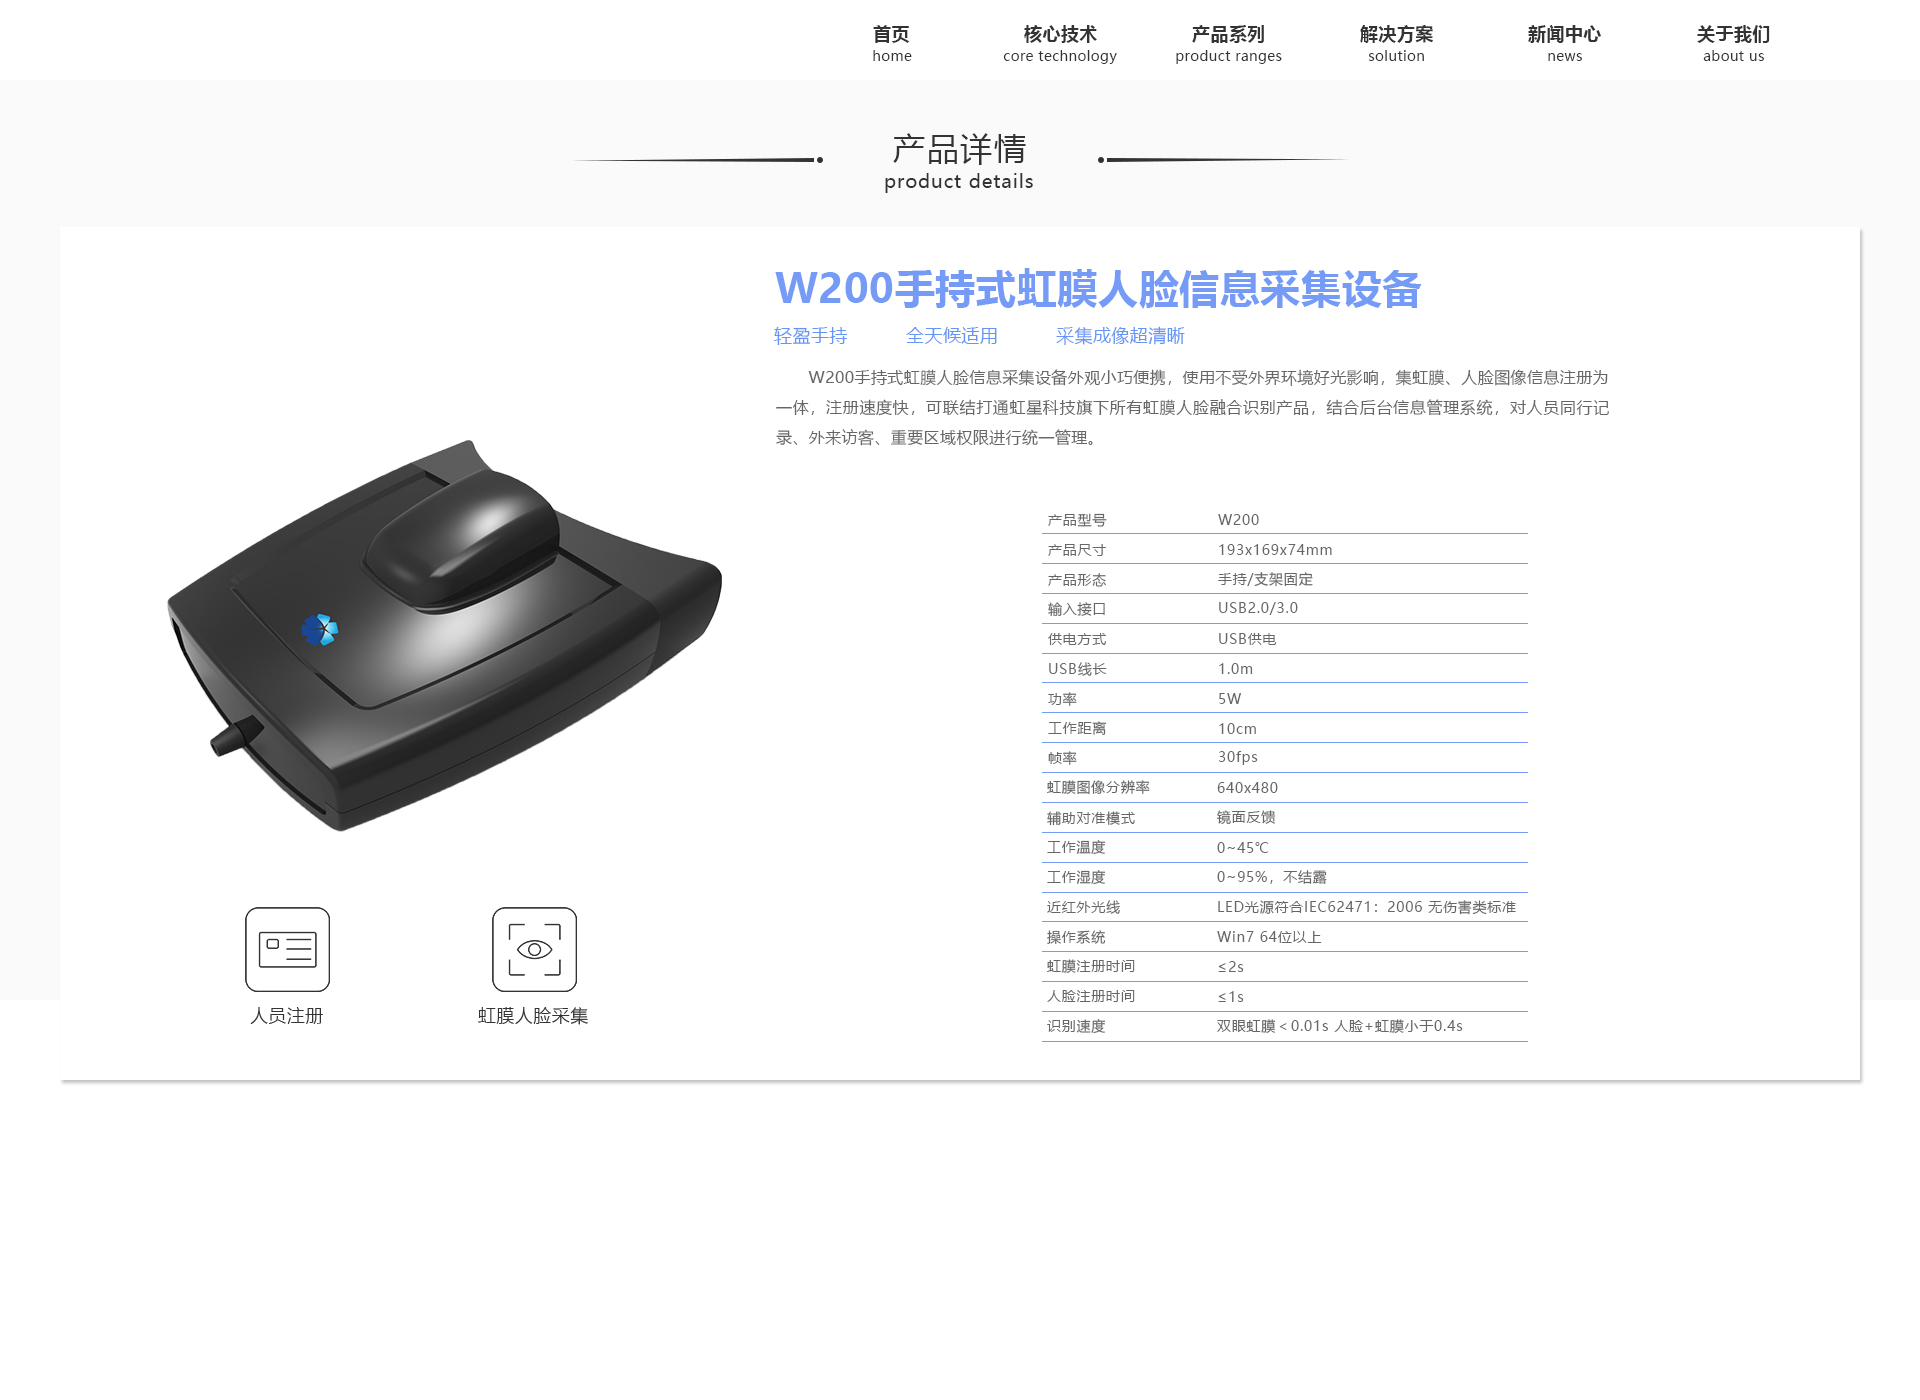 首页 核心技术 产品系列 解决方案 新闻中心 关于我们
home core technology product ranges solution news about us
产品详情
product details
W200手持式虹膜人脸信息采集设备
轻盈手持 全天候适用 采集成像超清晰
W200手持式虹膜人脸信息采集设备外观小巧便携，使用不受外界环境好光影响，集虹膜、人脸图像信息注册为
一体，注册速度快，可联结打通虹星科技旗下所有虹膜人脸融合识别产品，结合后台信息管理系统，对人员同行记
录、外来访客、重要区域权限进行统一管理。
产品型号 W200
产品尺寸 193x169x74mm
产品形态 手持/支架固定
输入接口 USB2.0/3.0
供电方式 USB供电
USB线长 1.0m
功率 5W
工作距离 10cm
帧率 30fps
虹膜图像分辨率 640x480
辅助对准模式 镜面反馈
工作温度 0~45℃
工作湿度 0~95%，不结露
近红外光线 LED光源符合IEC62471：2006 无伤害类标准
操作系统 Win7 64位以上
虹膜注册时间 ≤2s
人脸注册时间 ≤1s
识别速度 双眼虹膜＜0.01s 人脸+虹膜小于0.4s
人员注册 虹膜人脸采集